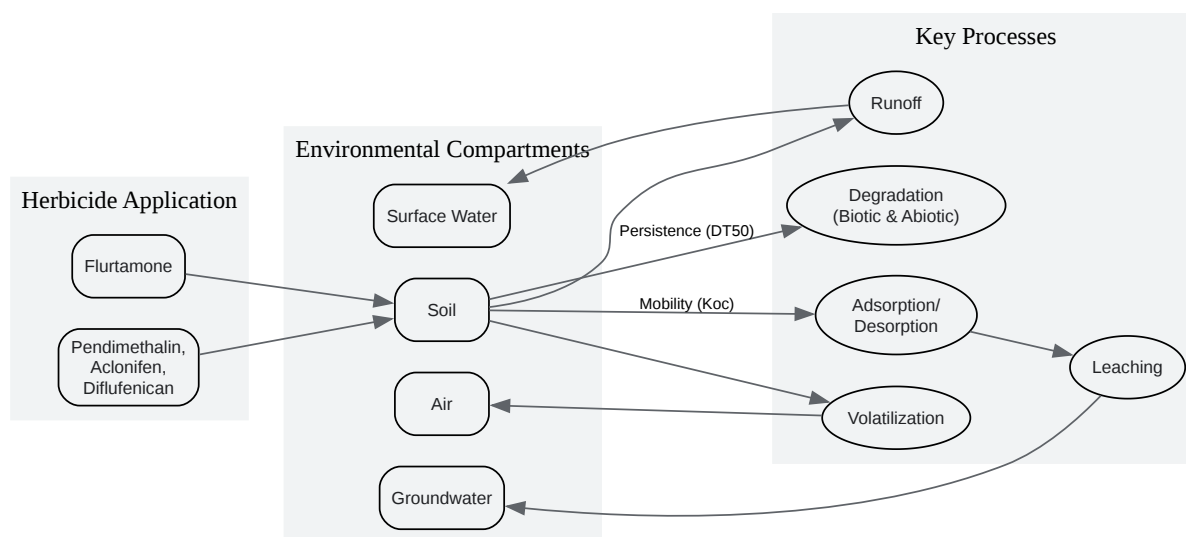 Herbicide Application
Flurtamone
Pendimethalin,
Aclonifen,
Diflufenican
Environmental Compartments
Surface Water
Soil
Air
Groundwater
Persistence (DT50)
Mobility (Koc)
Key Processes
Runoff
Degradation
(Biotic & Abiotic)
Adsorption/
Desorption
Volatilization
Leaching